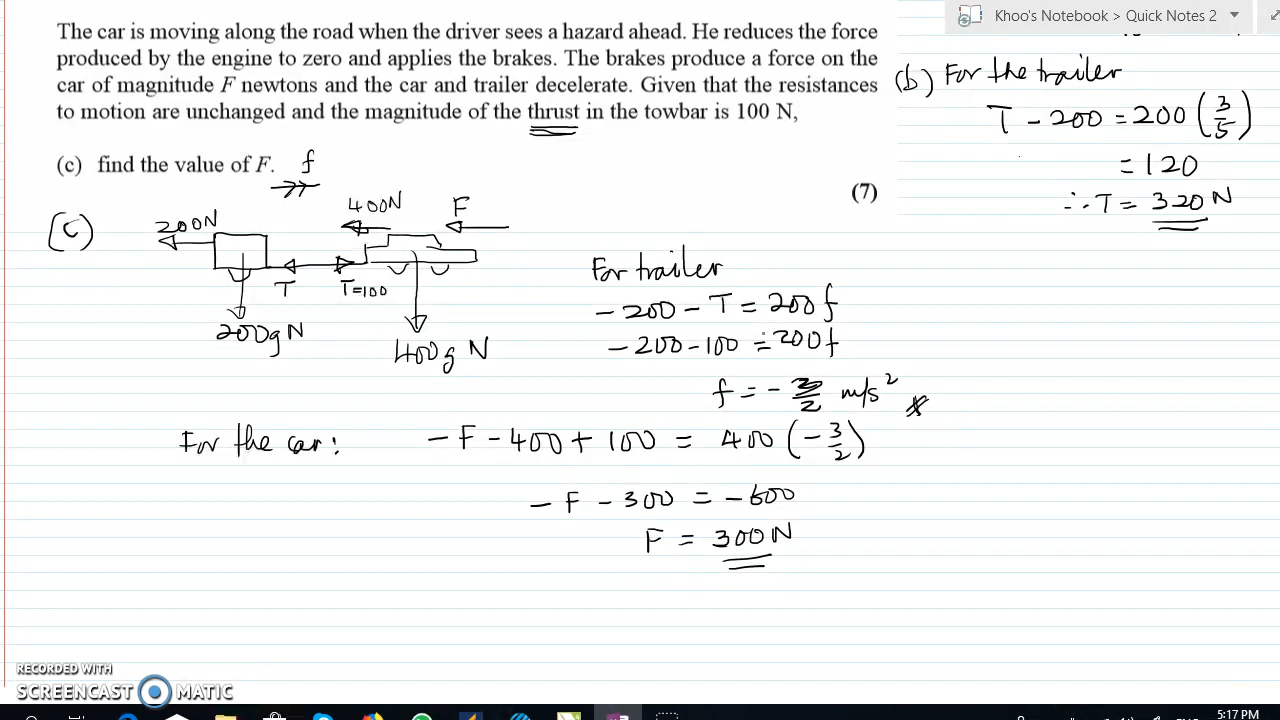 Khoo's Notebook > Quick Notes 2
The car is moving along the road when the driver sees a hazard ahead. He reduces the force
produced by the engine to zero and applies the brakes. The brakes produce a force on the
car of magnitude F newtons and the car and trailer decelerate. Given that the resistances
to motion are unchanged and the magnitude of the thrust in the towbar is 100 N,
(c) find the value of F.
(7)
(b) For the trailer
T - 200 = 200 (3/5)
= 120
∴ T = 320 N
(c)
f
200N
400N
F
T
T=100
200g N
400g N
For trailer
- 200 - T = 200 f
- 200 - 100 = 200 f
f = - 3/2 m/s²
For the car:
- F - 400 + 100 = 400 (- 3/2)
- F - 300 = - 600
F = 300 N
RECORDED WITH
SCREENCAST MATIC
5:17 PM